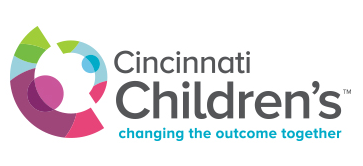 Cincinnati
Children's™
changing the outcome together